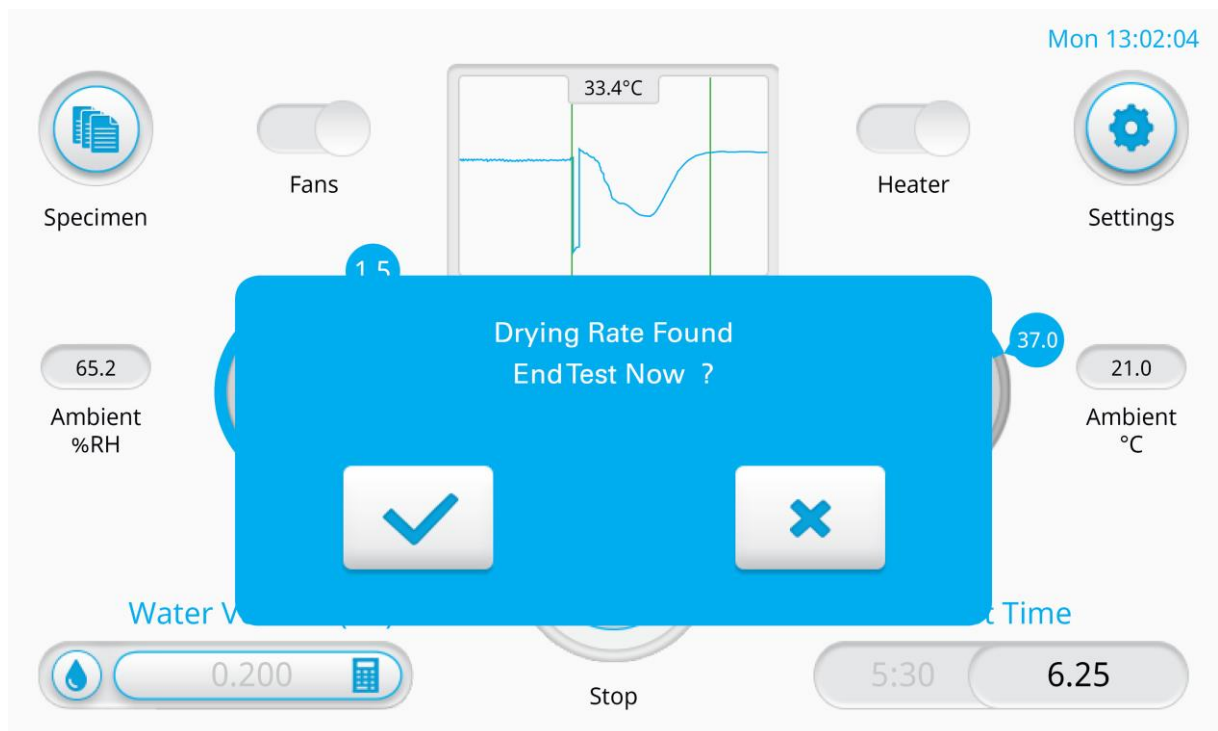 Mon 13:02:04
33.4°C
Fans
Heater
Specimen
Settings
1.5
Drying Rate Found
End Test Now ?
37.0
65.2
21.0
Ambient
%RH
Ambient
°C
Water
Time
0.200
5:30
6.25
Stop